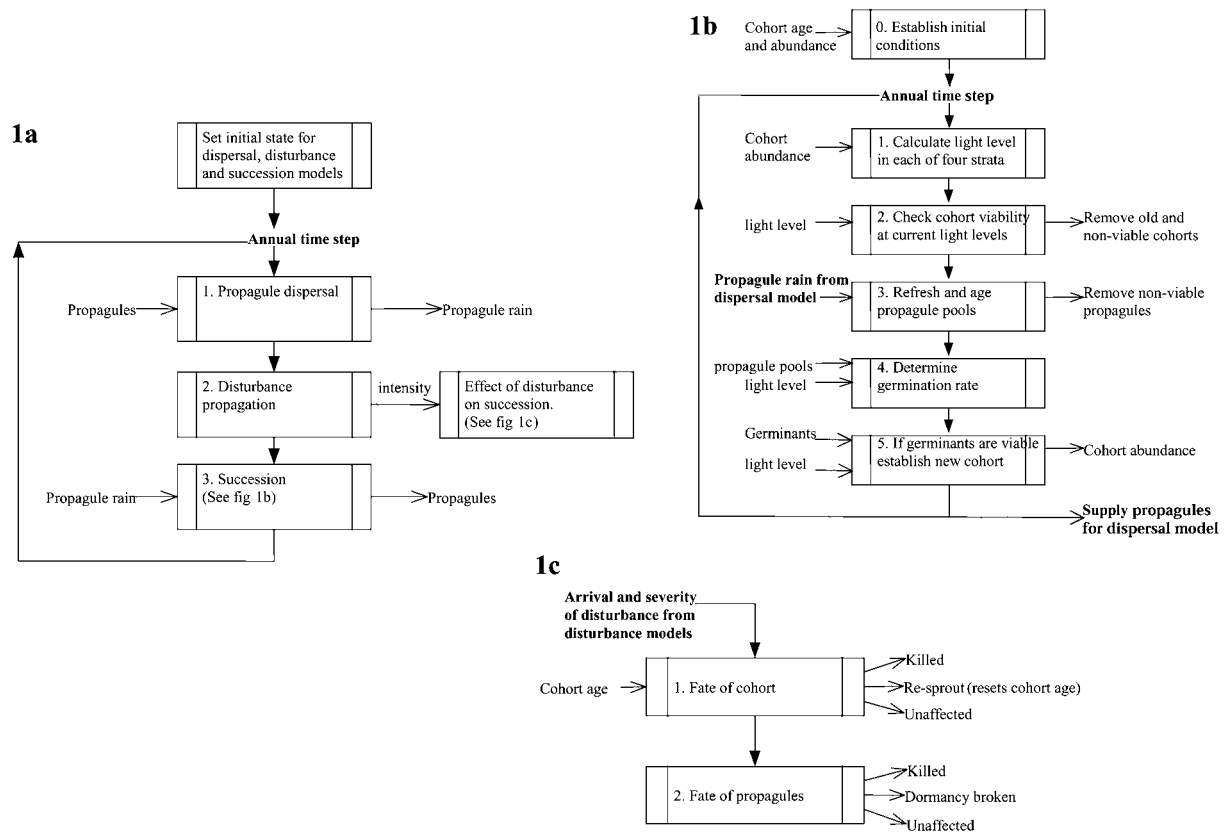 1a
Set initial state for
dispersal, disturbance
and succession models
Annual time step
Propagules
1. Propagule dispersal
Propagule rain
2. Disturbance
propagation
intensity
Effect of disturbance
on succession.
(See fig 1c)
Propagule rain
3. Succession
(See fig 1b)
Propagules
1b
Cohort age
and abundance
0. Establish initial
conditions
Annual time step
Cohort
abundance
1. Calculate light level
in each of four strata
light level
2. Check cohort viability
at current light levels
Remove old and
non-viable cohorts
Propagule rain from
dispersal model
3. Refresh and age
propagule pools
Remove non-viable
propagules
propagule pools
light level
4. Determine
germination rate
Germinants
light level
5. If germinants are viable
establish new cohort
Cohort abundance
Supply propagules
for dispersal model
1c
Arrival and severity
of disturbance from
disturbance models
Cohort age
1. Fate of cohort
Killed
Re-sprout (resets cohort age)
Unaffected
2. Fate of propagules
Killed
Dormancy broken
Unaffected